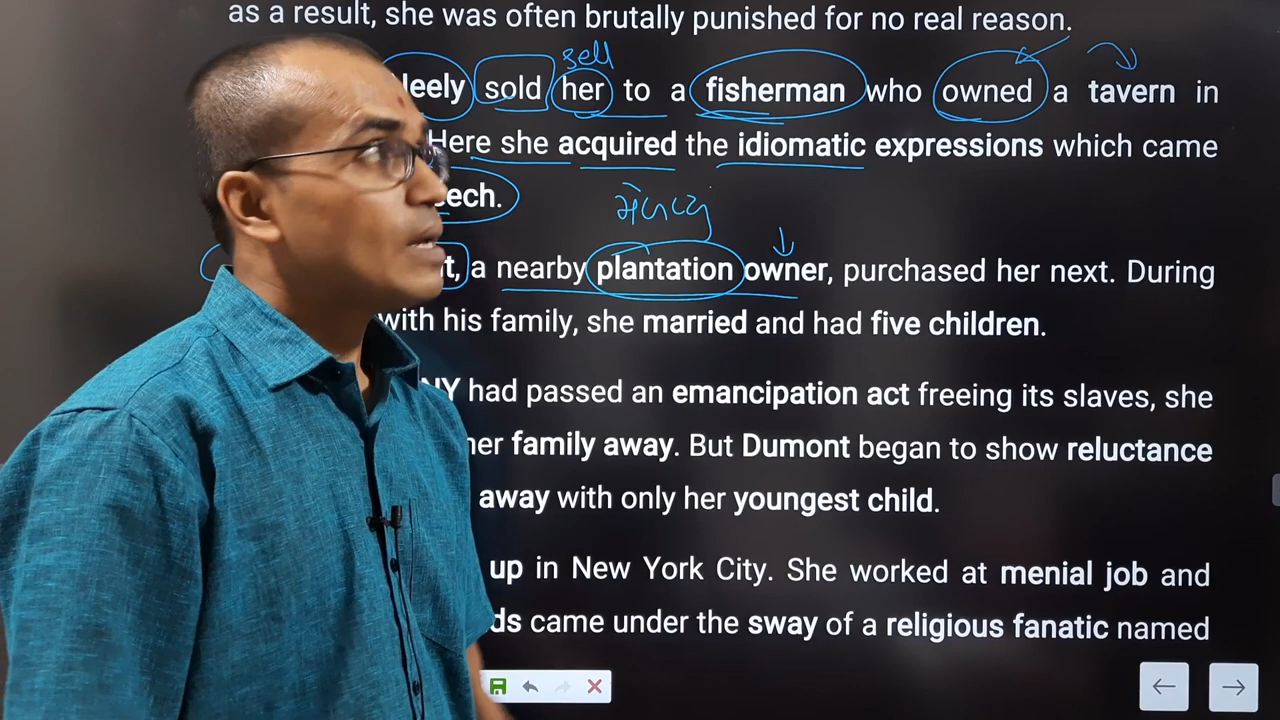 as a result, she was often brutally punished for no real reason.
sell
leely sold her to a fisherman who owned a tavern in
Here she acquired the idiomatic expressions which came
eech.
a nearby plantation owner, purchased her next. During
with his family, she married and had five children.
NY had passed an emancipation act freeing its slaves, she
her family away. But Dumont began to show reluctance
away with only her youngest child.
up in New York City. She worked at menial job and
ds came under the sway of a religious fanatic named